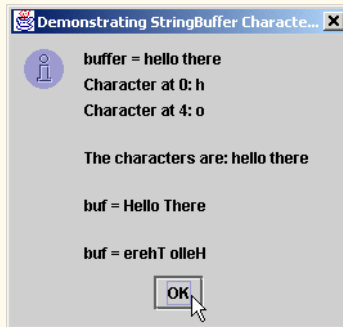 Demonstrating StringBuffer Characte...
buffer = hello there
Character at 0: h
Character at 4: o
The characters are: hello there
buf = Hello There
buf = erehT olleH
OK